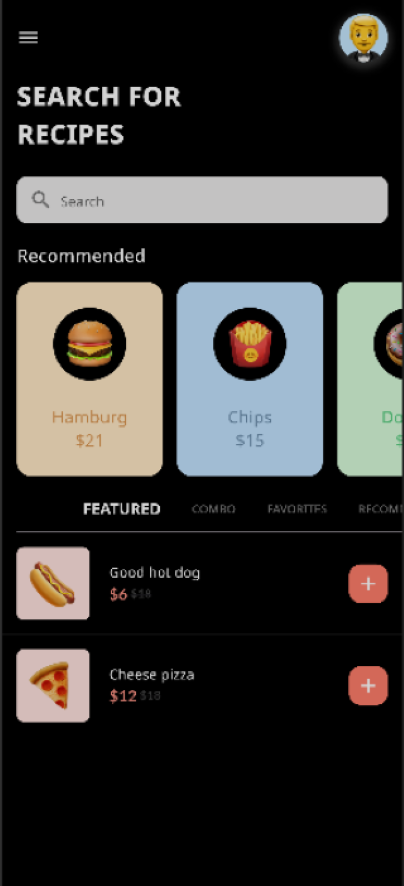 SEARCH FOR
RECIPES
Search
Recommended
Hamburg
$21
Chips
$15
Do
$
FEATURED COMBO FAVORITES RECOM
Good hot dog
$6 $18
Cheese pizza
$12 $18